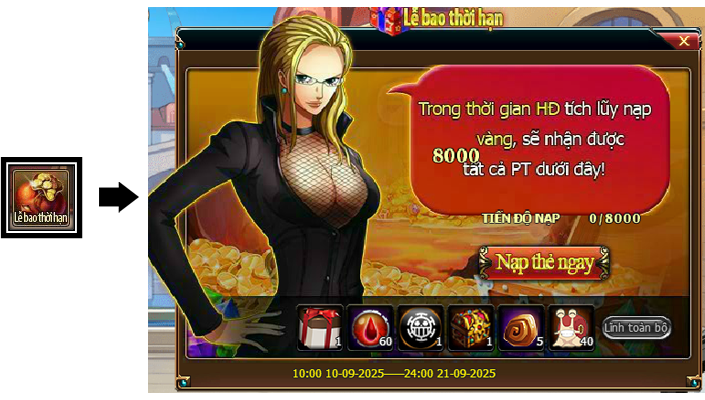 Lễ bao thời hạn
Lễ bao thời hạn
Trong thời gian HĐ tích lũy nạp
8000 vàng, sẽ nhận được
tất cả PT dưới đây!
TIẾN ĐỘ NẠP 0/8000
Nạp thẻ ngay
1 60 1 1 5 40
Lĩnh toàn bộ
10:00 10-09-2025——24:00 21-09-2025